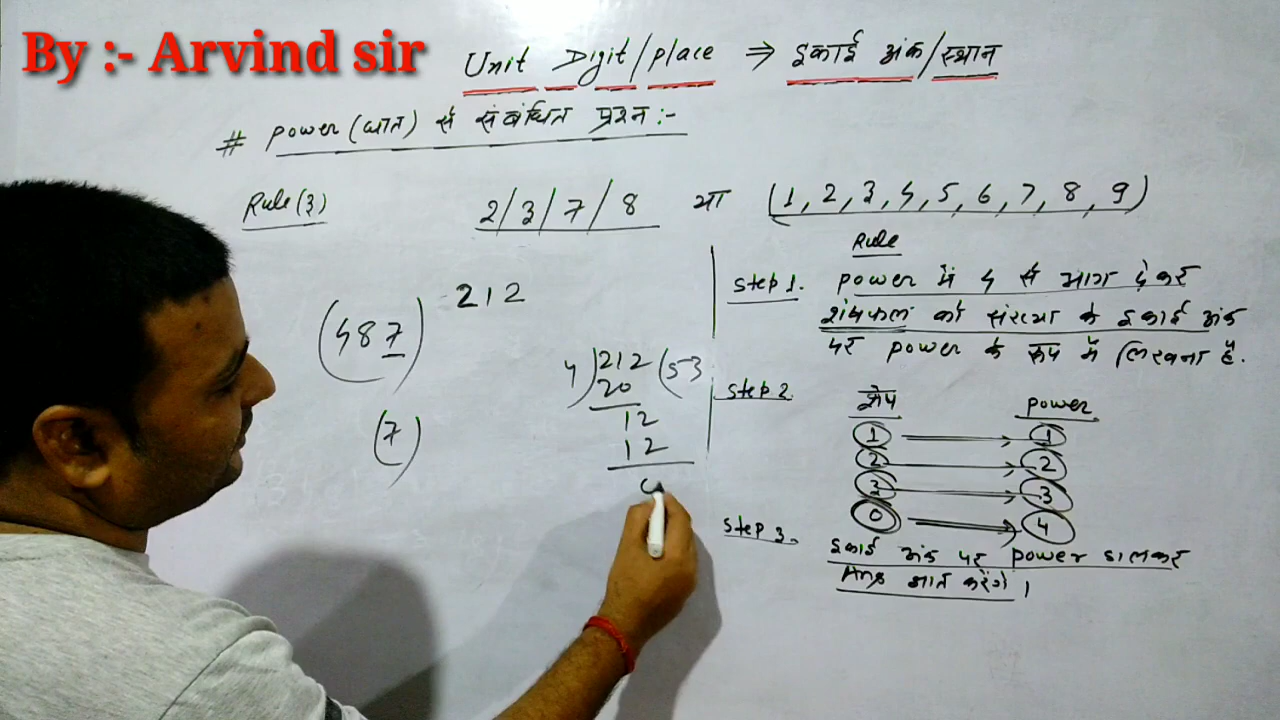 By :- Arvind sir
Unit Digit/place ⇒ इकाई अंक/स्थान
# power(घात) से संबंधित प्रश्न:-
Rule(3)
2/3/7/8 या (1, 2, 3, 4, 5, 6, 7, 8, 9)
(487)^212
(7)
4)212(53
20
12
12
0
Rule
Step 1. power में 4 से भाग देकर
शेषफल को संख्या के इकाई अंक
पर power के रूप में लिखना है.
Step 2
शेष power
1 → 1
2 → 2
3 → 3
0 → 4
Step 3.
इकाई अंक पर power डालकर
Ans ज्ञात करेंगे।